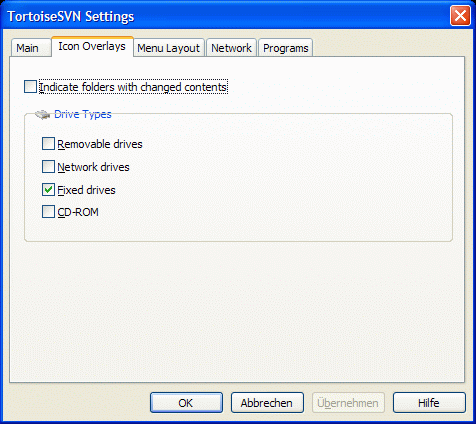 TortoiseSVN Settings
Main Icon Overlays Menu Layout Network Programs
Indicate folders with changed contents
Drive Types
Removable drives
Network drives
Fixed drives
CD-ROM
OK Abbrechen Übernehmen Hilfe